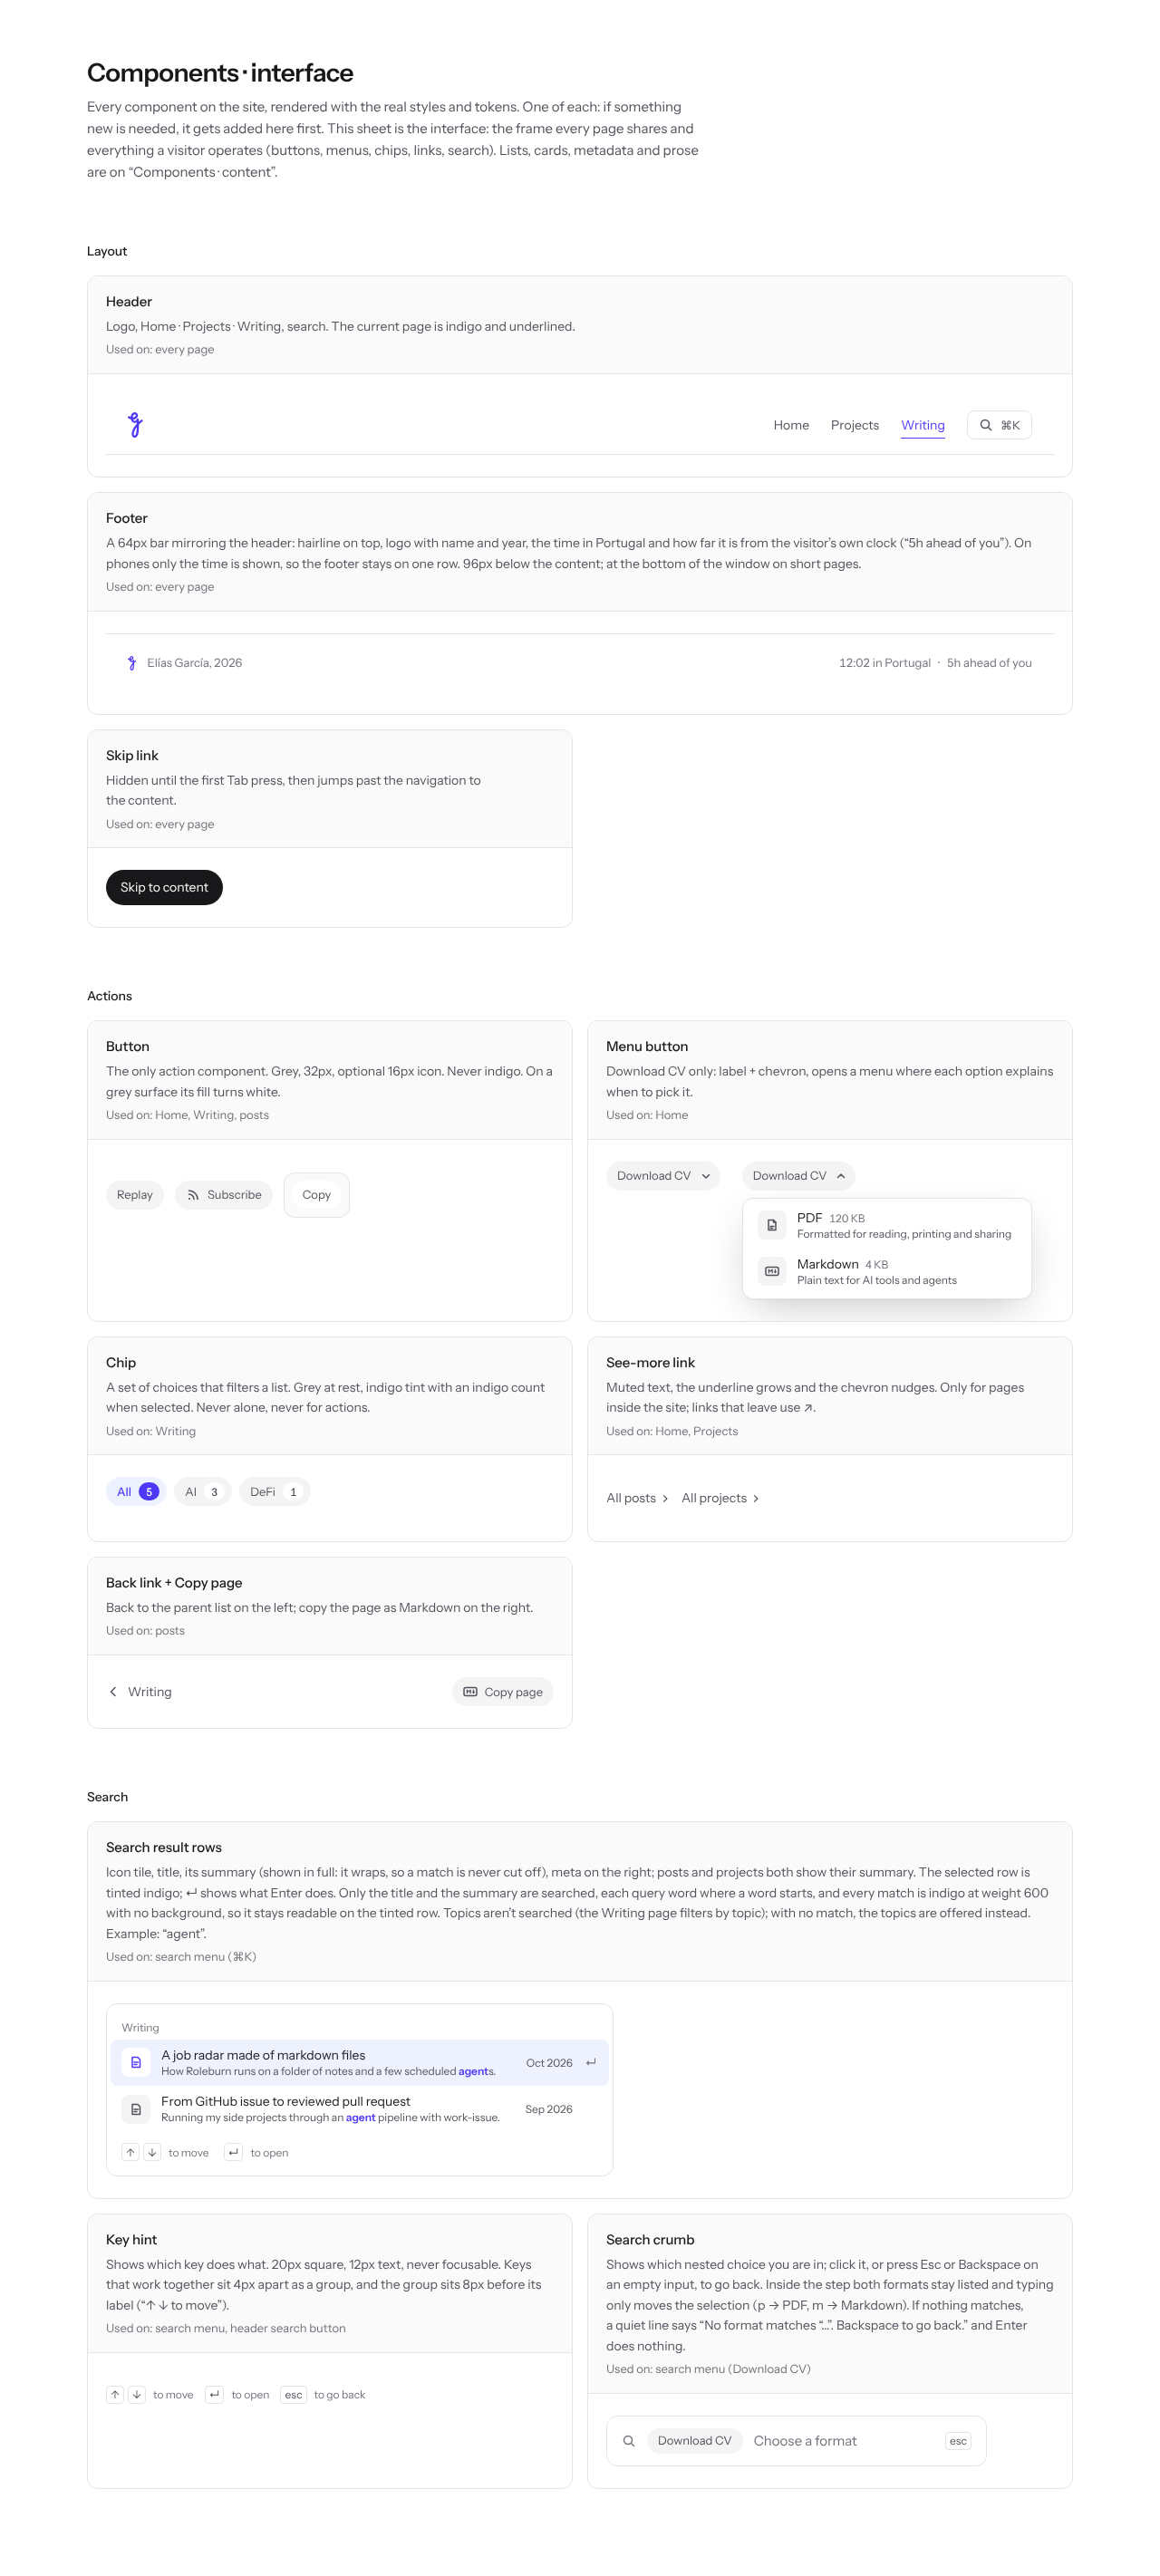 Components · interface
Every component on the site, rendered with the real styles and tokens. One of each: if something
new is needed, it gets added here first. This sheet is the interface: the frame every page shares and
everything a visitor operates (buttons, menus, chips, links, search). Lists, cards, metadata and prose
are on “Components · content”.
Layout
Header
Logo, Home · Projects · Writing, search. The current page is indigo and underlined.
Used on: every page
Home Projects Writing ⌘K
Footer
A 64px bar mirroring the header: hairline on top, logo with name and year, the time in Portugal and how far it is from the visitor’s own clock (“5h ahead of you”). On
phones only the time is shown, so the footer stays on one row. 96px below the content; at the bottom of the window on short pages.
Used on: every page
Elías García, 2026 12:02 in Portugal · 5h ahead of you
Skip link
Hidden until the first Tab press, then jumps past the navigation to
the content.
Used on: every page
Skip to content
Actions
Button
The only action component. Grey, 32px, optional 16px icon. Never indigo. On a
grey surface its fill turns white.
Used on: Home, Writing, posts
Replay Subscribe Copy
Menu button
Download CV only: label + chevron, opens a menu where each option explains
when to pick it.
Used on: Home
Download CV Download CV
PDF 120 KB
Formatted for reading, printing and sharing
Markdown 4 KB
Plain text for AI tools and agents
Chip
A set of choices that filters a list. Grey at rest, indigo tint with an indigo count
when selected. Never alone, never for actions.
Used on: Writing
All 5 AI 3 DeFi 1
See-more link
Muted text, the underline grows and the chevron nudges. Only for pages
inside the site; links that leave use ↗.
Used on: Home, Projects
All posts › All projects ›
Back link + Copy page
Back to the parent list on the left; copy the page as Markdown on the right.
Used on: posts
Writing Copy page
Search
Search result rows
Icon tile, title, its summary (shown in full: it wraps, so a match is never cut off), meta on the right; posts and projects both show their summary. The selected row is
tinted indigo; ↵ shows what Enter does. Only the title and the summary are searched, each query word where a word starts, and every match is indigo at weight 600
with no background, so it stays readable on the tinted row. Topics aren’t searched (the Writing page filters by topic); with no match, the topics are offered instead.
Example: “agent”.
Used on: search menu (⌘K)
Writing
A job radar made of markdown files
How Roleburn runs on a folder of notes and a few scheduled agents.
Oct 2026 ↵
From GitHub issue to reviewed pull request
Running my side projects through an agent pipeline with work-issue.
Sep 2026
↑ ↓ to move ↵ to open
Key hint
Shows which key does what. 20px square, 12px text, never focusable. Keys
that work together sit 4px apart as a group, and the group sits 8px before its
label (“↑ ↓ to move”).
Used on: search menu, header search button
↑ ↓ to move ↵ to open esc to go back
Search crumb
Shows which nested choice you are in; click it, or press Esc or Backspace on
an empty input, to go back. Inside the step both formats stay listed and typing
only moves the selection (p → PDF, m → Markdown). If nothing matches,
a quiet line says “No format matches “…”. Backspace to go back.” and Enter
does nothing.
Used on: search menu (Download CV)
Download CV Choose a format esc